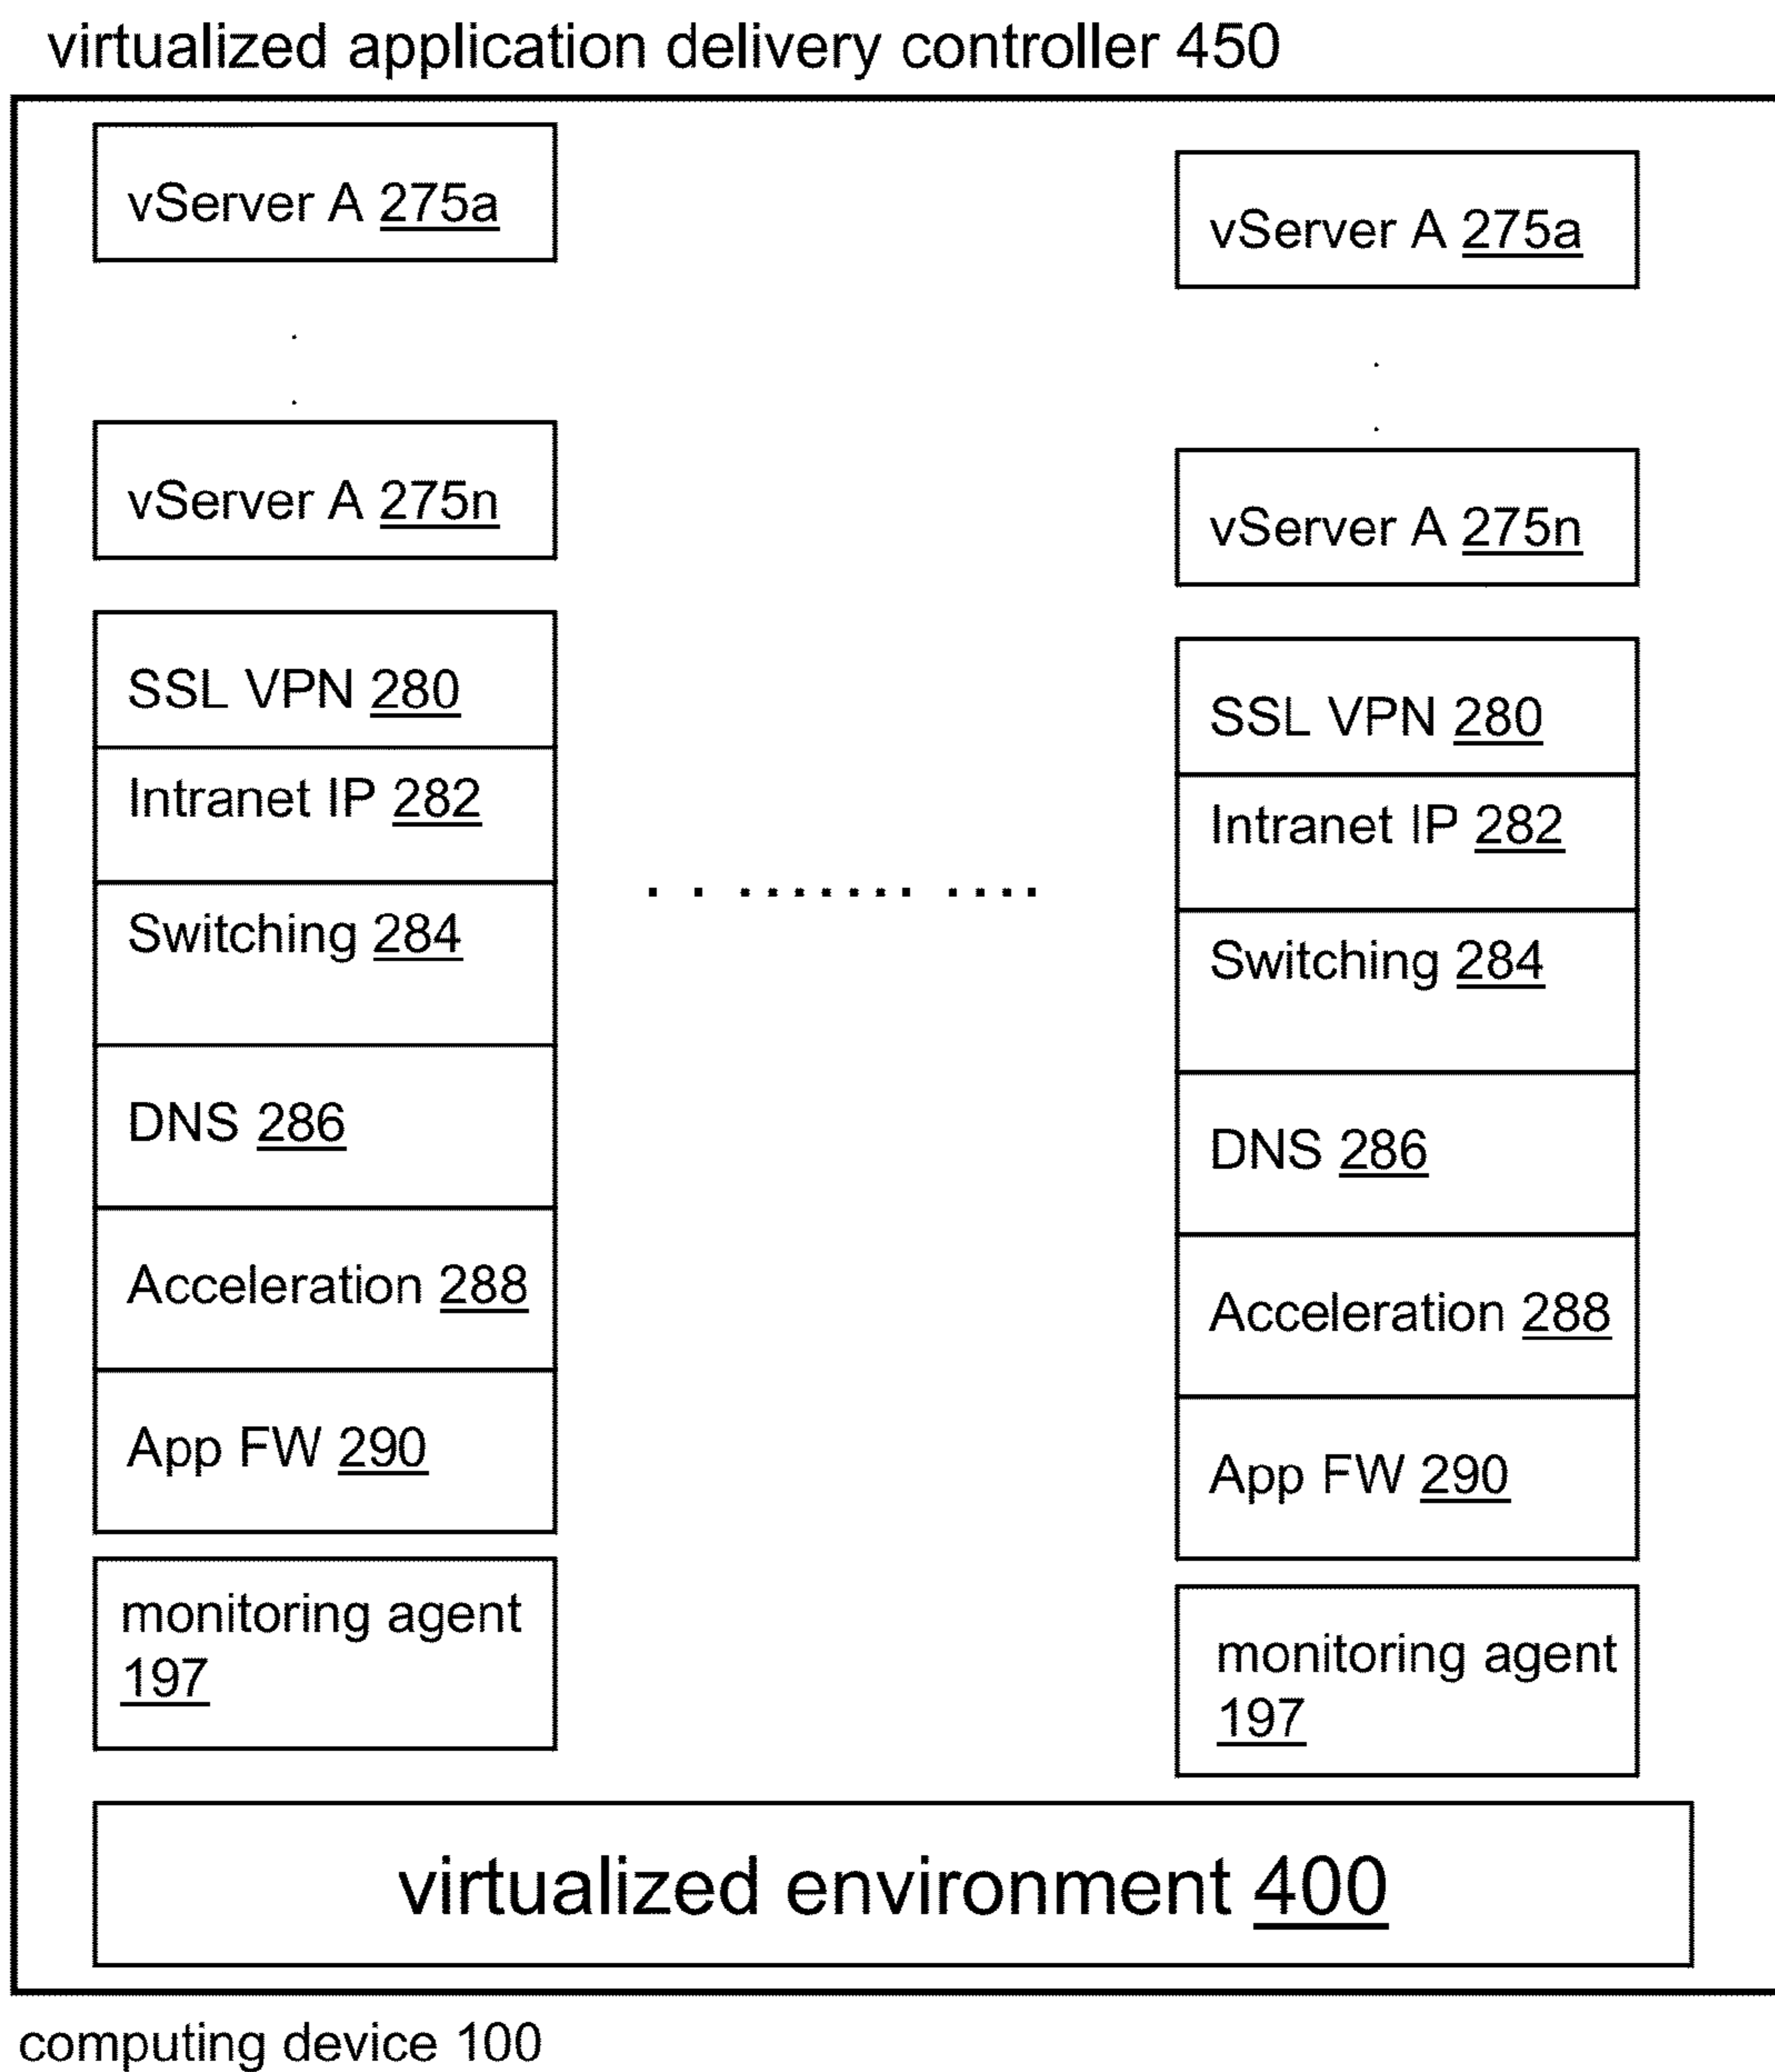 virtualized application delivery controller 450
vServer A 275a
vServer A 275n
SSL VPN 280
Intranet IP 282
Switching 284
DNS 286
Acceleration 288
App FW 290
monitoring agent
197
vServer A 275a
vServer A 275n
SSL VPN 280
Intranet IP 282
Switching 284
DNS 286
Acceleration 288
App FW 290
monitoring agent
197
virtualized environment 400
computing device 100